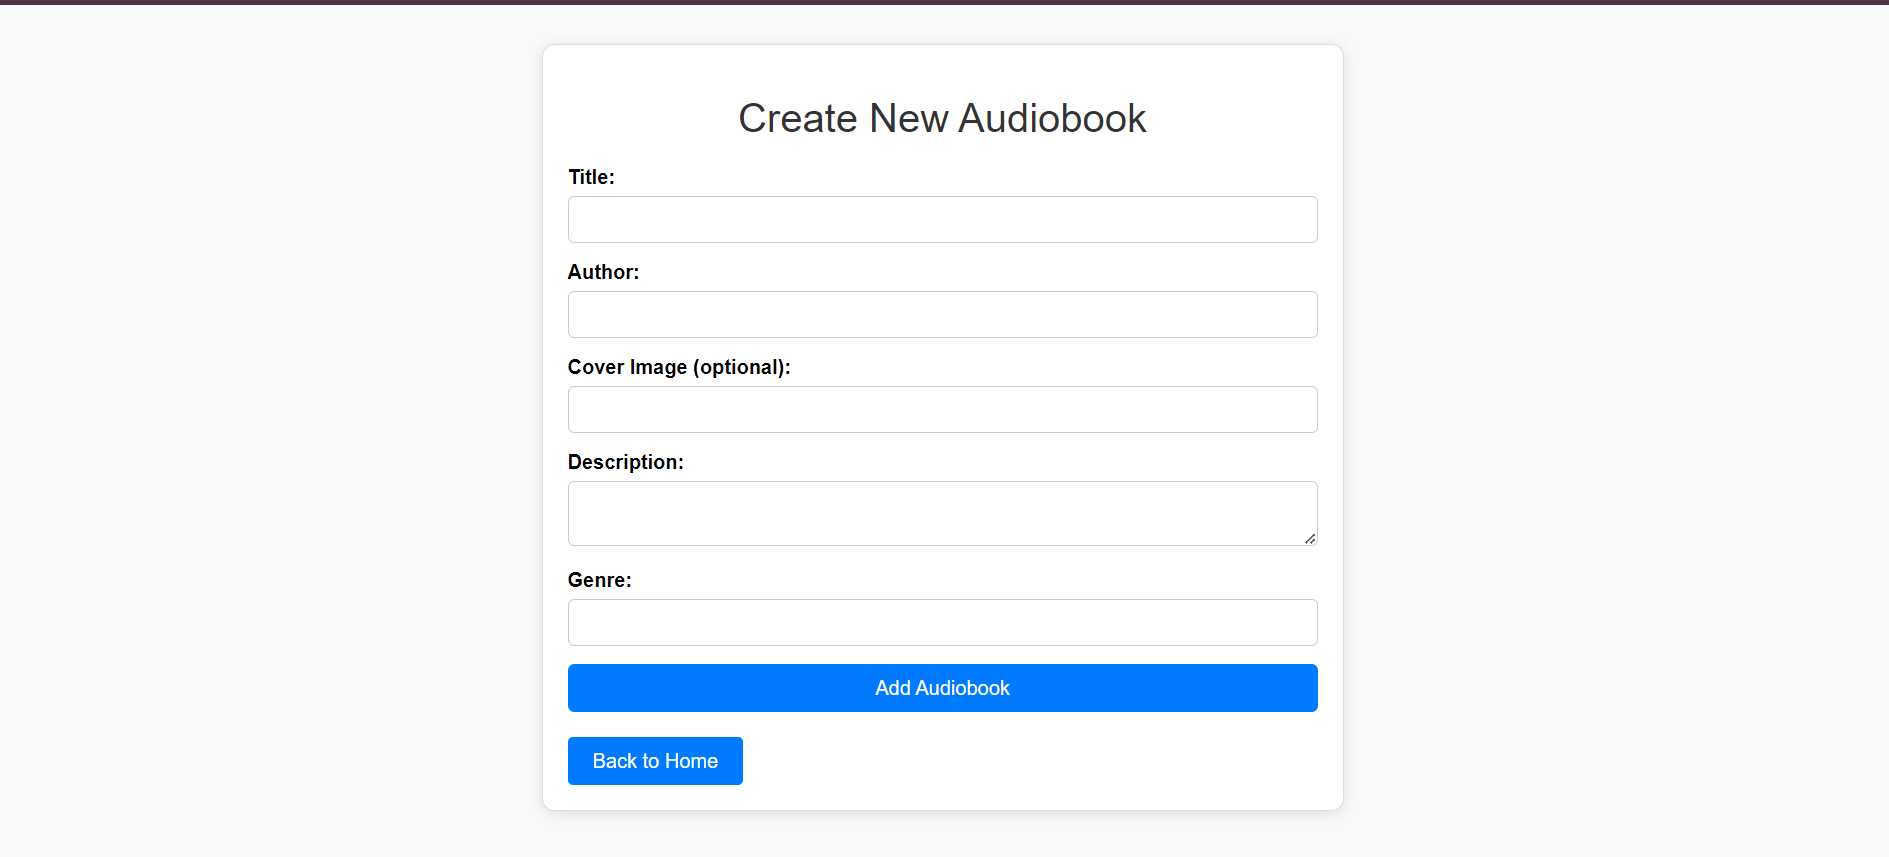 Create New Audiobook
Title:
Author:
Cover Image (optional):
Description:
Genre:
Add Audiobook
Back to Home